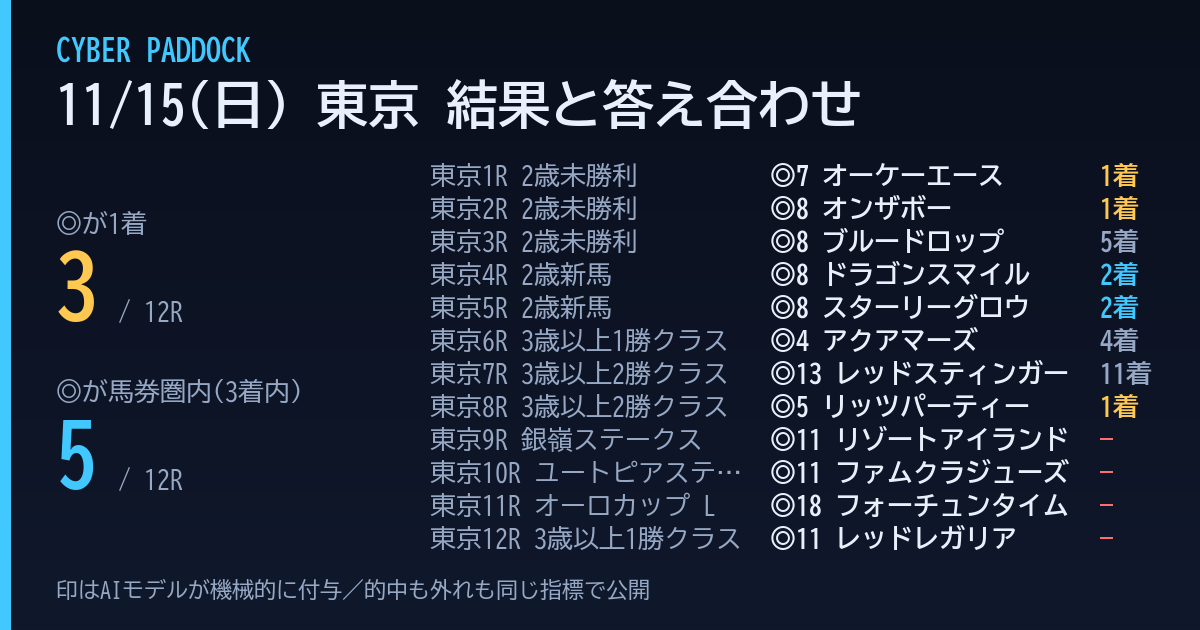 CYBER PADDOCK
11/15(日) 東京 結果と答え合わせ
◎が1着
3 / 12R
◎が馬券圏内(3着内)
5 / 12R
東京1R 2歳未勝利 ◎7 オーケーエース 1着
東京2R 2歳未勝利 ◎8 オンザボー 1着
東京3R 2歳未勝利 ◎8 ブルードロップ 5着
東京4R 2歳新馬 ◎8 ドラゴンスマイル 2着
東京5R 2歳新馬 ◎8 スターリーグロウ 2着
東京6R 3歳以上1勝クラス ◎4 アクアマーズ 4着
東京7R 3歳以上2勝クラス ◎13 レッドスティンガー 11着
東京8R 3歳以上2勝クラス ◎5 リッツパーティー 1着
東京9R 銀嶺ステークス ◎11 リゾートアイランド −
東京10R ユートピアステ… ◎11 ファムクラジューズ −
東京11R オーロカップ L ◎18 フォーチュンタイム −
東京12R 3歳以上1勝クラス ◎11 レッドレガリア −
印はAIモデルが機械的に付与／的中も外れも同じ指標で公開